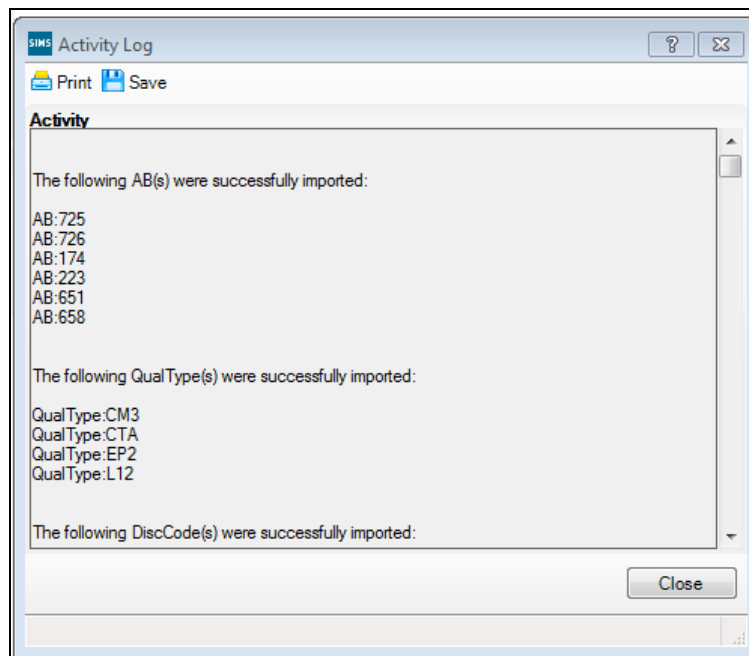 SIMS Activity Log
Print Save
Activity
The following AB(s) were successfully imported:
AB:725
AB:726
AB:174
AB:223
AB:651
AB:658
The following QualType(s) were successfully imported:
QualType:CM3
QualType:CTA
QualType:EP2
QualType:L12
The following DiscCode(s) were successfully imported:
Close